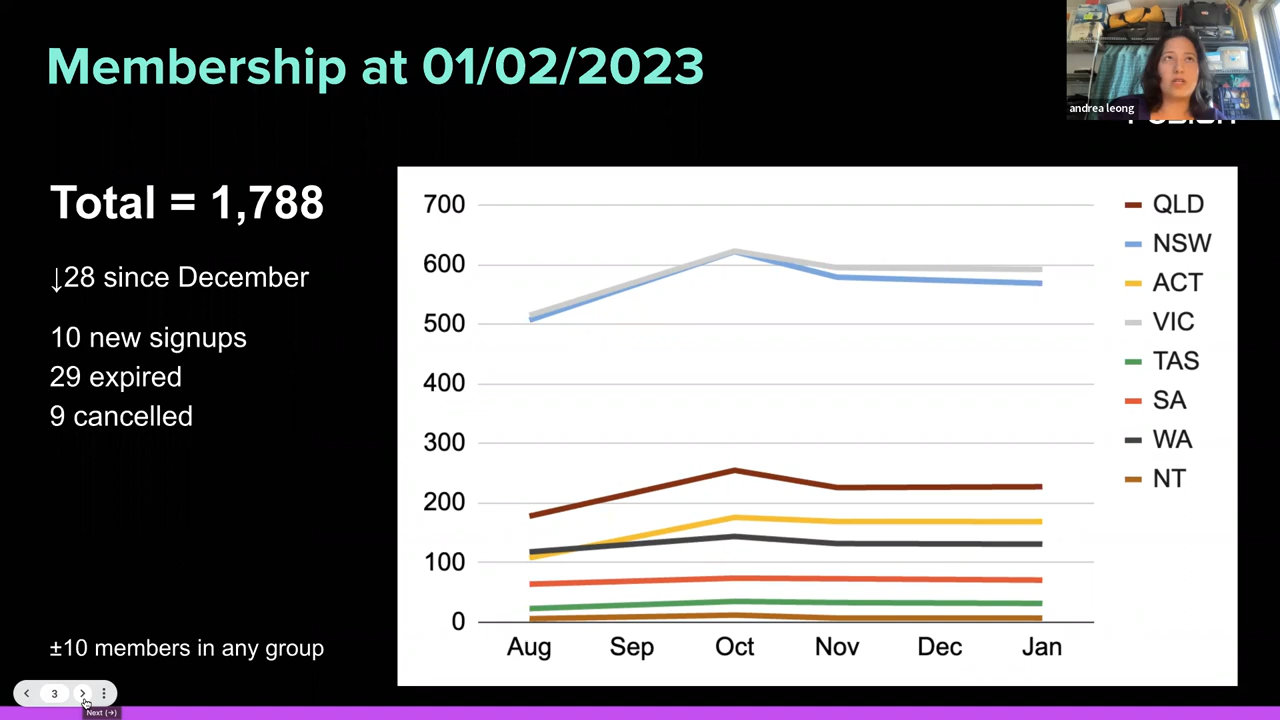 Membership at 01/02/2023
andrea leong
Total = 1,788
↓28 since December
10 new signups
29 expired
9 cancelled
±10 members in any group
700
600
500
400
300
200
100
0
Aug Sep Oct Nov Dec Jan
QLD
NSW
ACT
VIC
TAS
SA
WA
NT
3
Next (→)